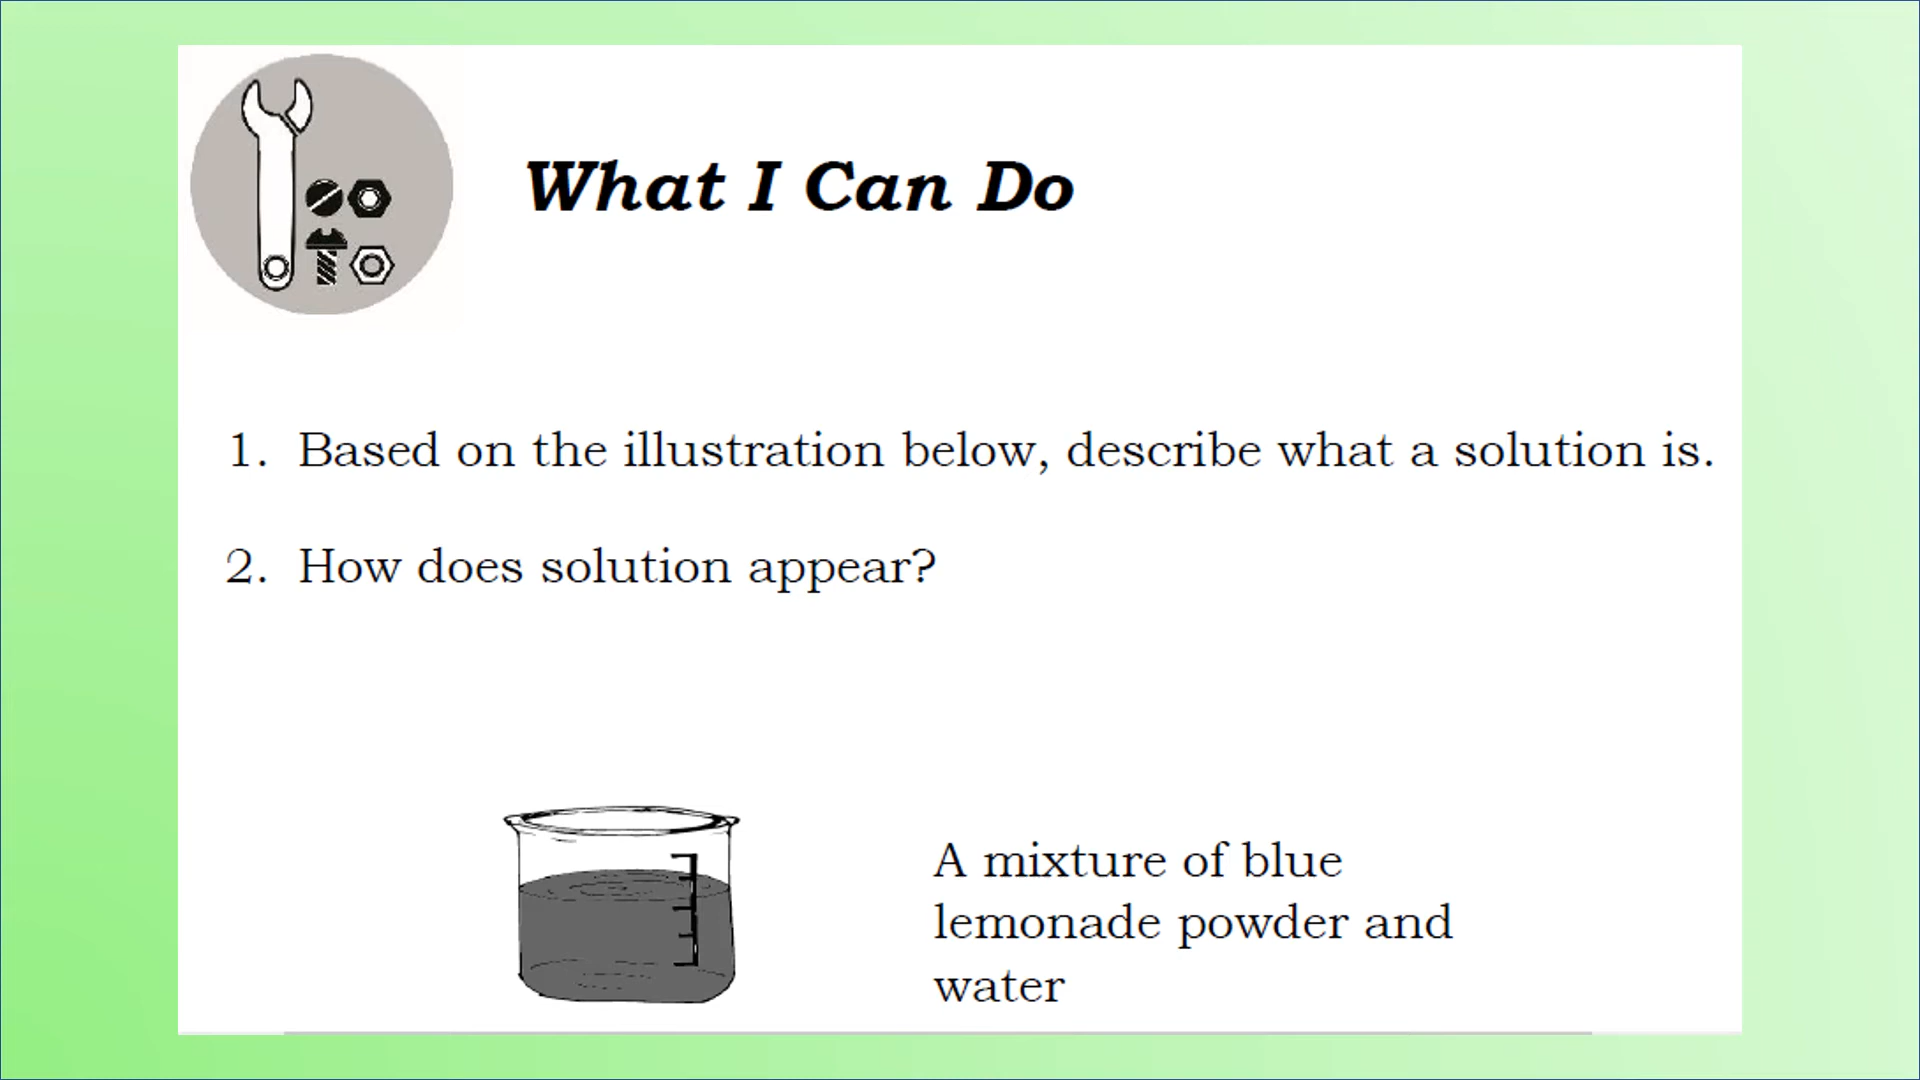 What I Can Do
1. Based on the illustration below, describe what a solution is.
2. How does solution appear?
A mixture of blue
lemonade powder and
water